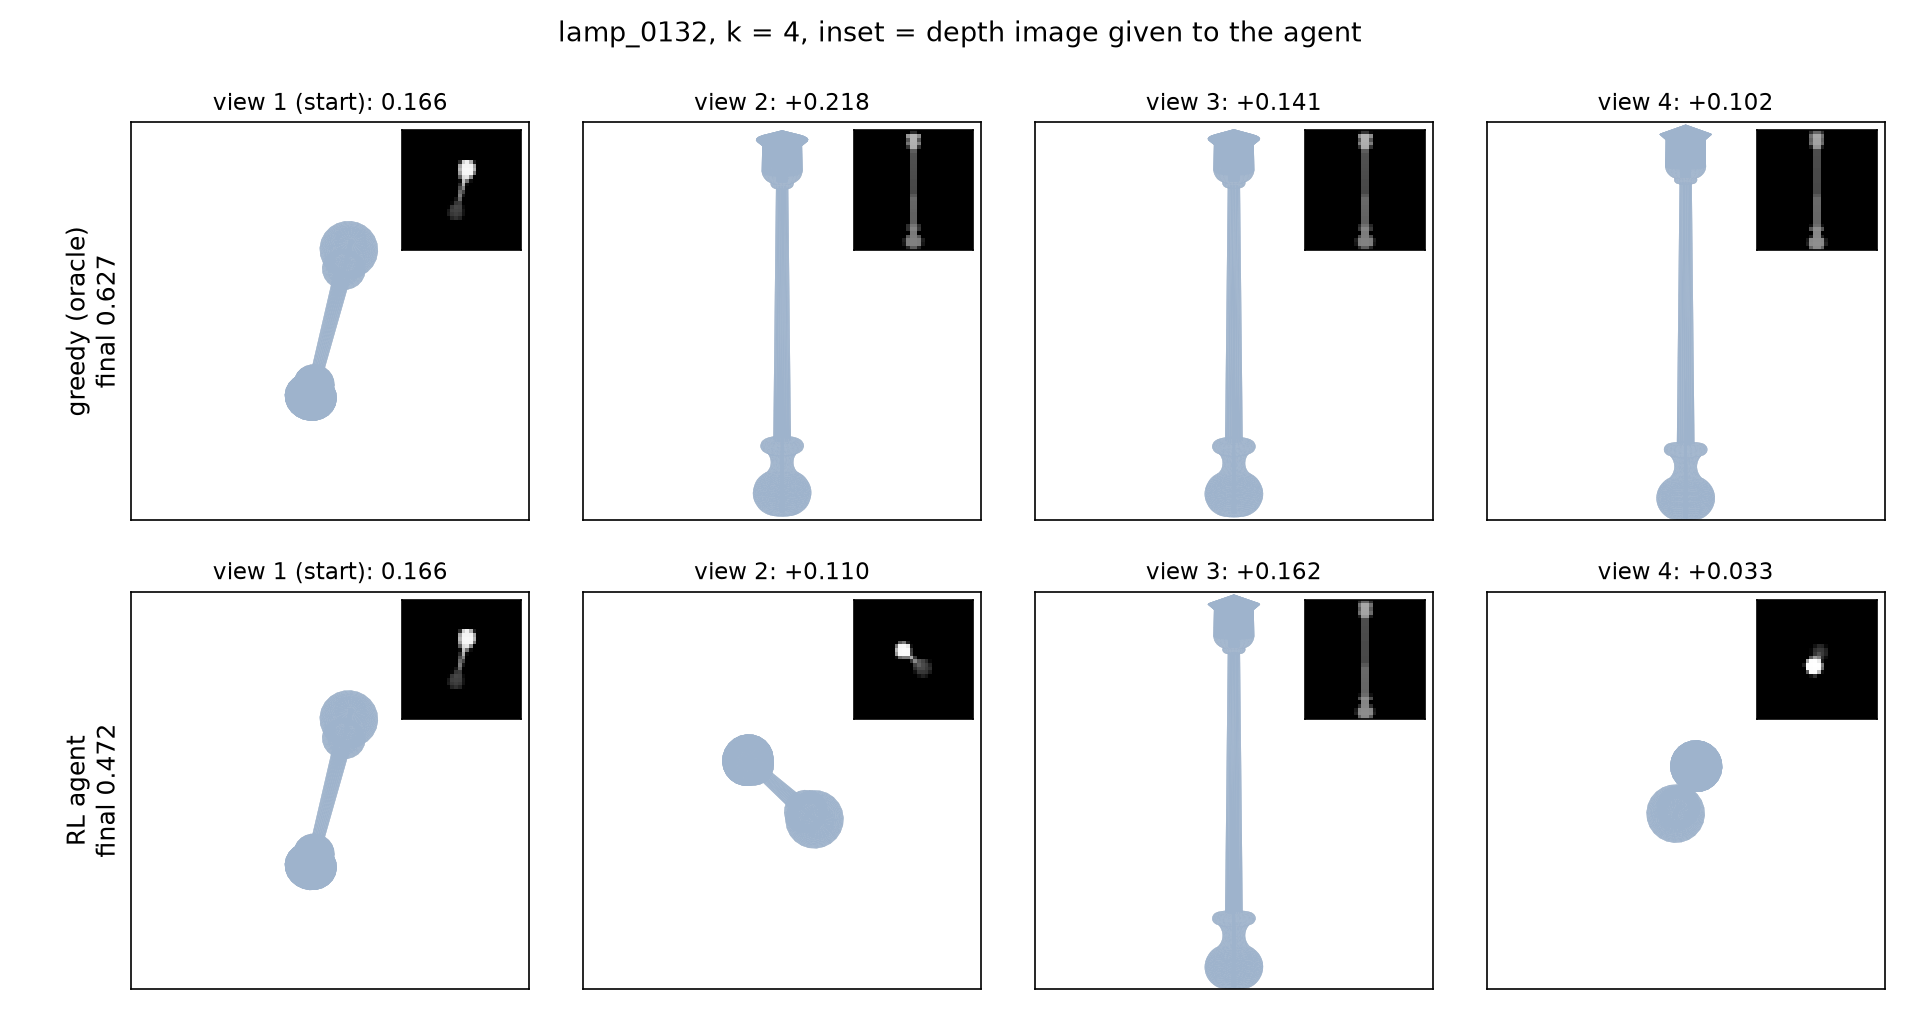 lamp_0132, k = 4, inset = depth image given to the agent
view 1 (start): 0.166
view 2: +0.218
view 3: +0.141
view 4: +0.102
greedy (oracle)
final 0.627
view 1 (start): 0.166
view 2: +0.110
view 3: +0.162
view 4: +0.033
RL agent
final 0.472